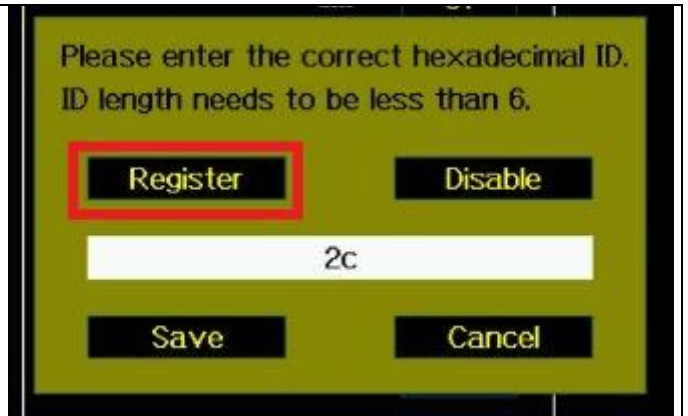 Please enter the correct hexadecimal ID.
ID length needs to be less than 6.
Register Disable
2c
Save Cancel